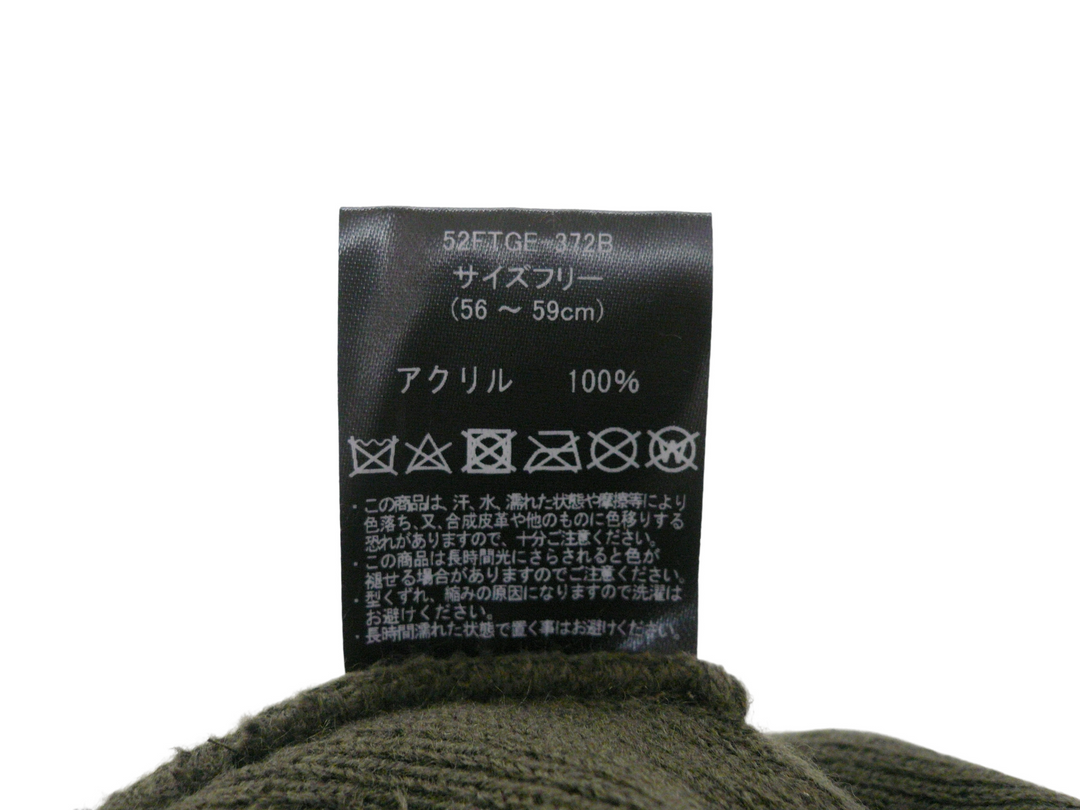 52FTGE 372B
サイズフリー
(56 ～ 59cm)
アクリル 100%
W
・この商品は、汗、水、濡れた状態や摩擦等により
色落ち、又、合成皮革や他のものに色移りする
恐れがありますので、十分ご注意ください。
・この商品は長時間光にさらされると色が
褪せる場合がありますのでご注意ください。
・型くずれ、縮みの原因になりますので洗濯は
お避けください。
・長時間濡れた状態で置く事はお避けください。